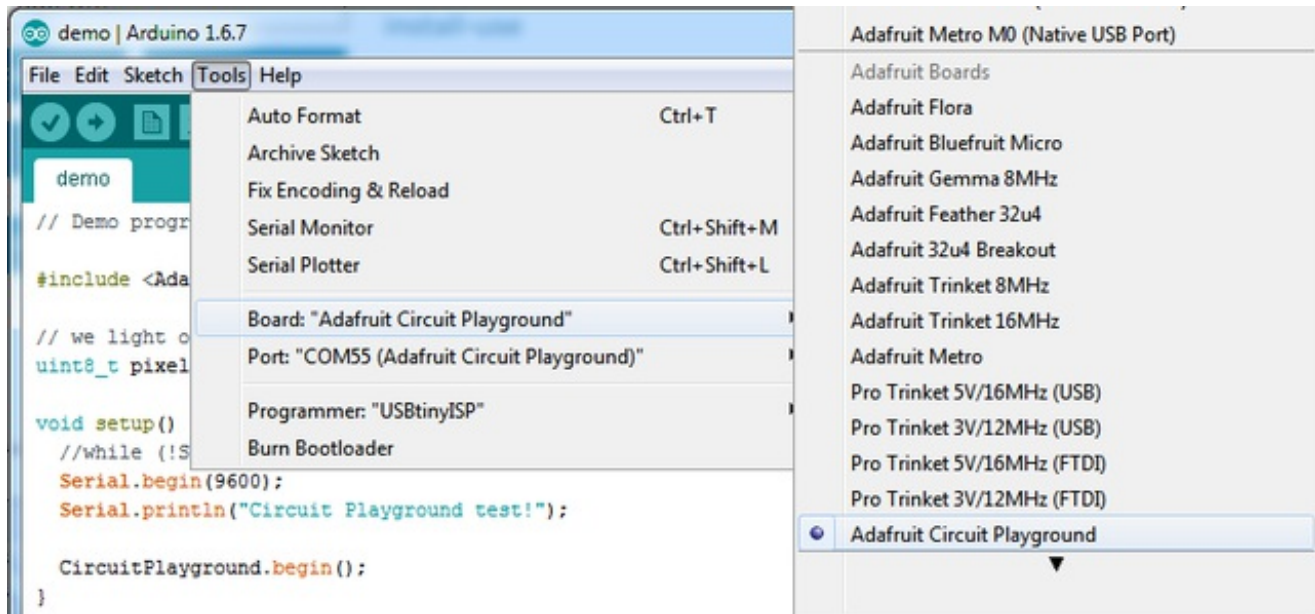 demo | Arduino 1.6.7
File Edit Sketch Tools Help
demo
// Demo progr
#include <Ada
// we light o
uint8_t pixel
void setup()
//while (!S
Serial.begin(9600);
Serial.println("Circuit Playground test!");
CircuitPlayground.begin();
}
Auto Format Ctrl+T
Archive Sketch
Fix Encoding & Reload
Serial Monitor Ctrl+Shift+M
Serial Plotter Ctrl+Shift+L
Board: "Adafruit Circuit Playground"
Port: "COM55 (Adafruit Circuit Playground)"
Programmer: "USBtinyISP"
Burn Bootloader
Adafruit Metro M0 (Native USB Port)
Adafruit Boards
Adafruit Flora
Adafruit Bluefruit Micro
Adafruit Gemma 8MHz
Adafruit Feather 32u4
Adafruit 32u4 Breakout
Adafruit Trinket 8MHz
Adafruit Trinket 16MHz
Adafruit Metro
Pro Trinket 5V/16MHz (USB)
Pro Trinket 3V/12MHz (USB)
Pro Trinket 5V/16MHz (FTDI)
Pro Trinket 3V/12MHz (FTDI)
Adafruit Circuit Playground